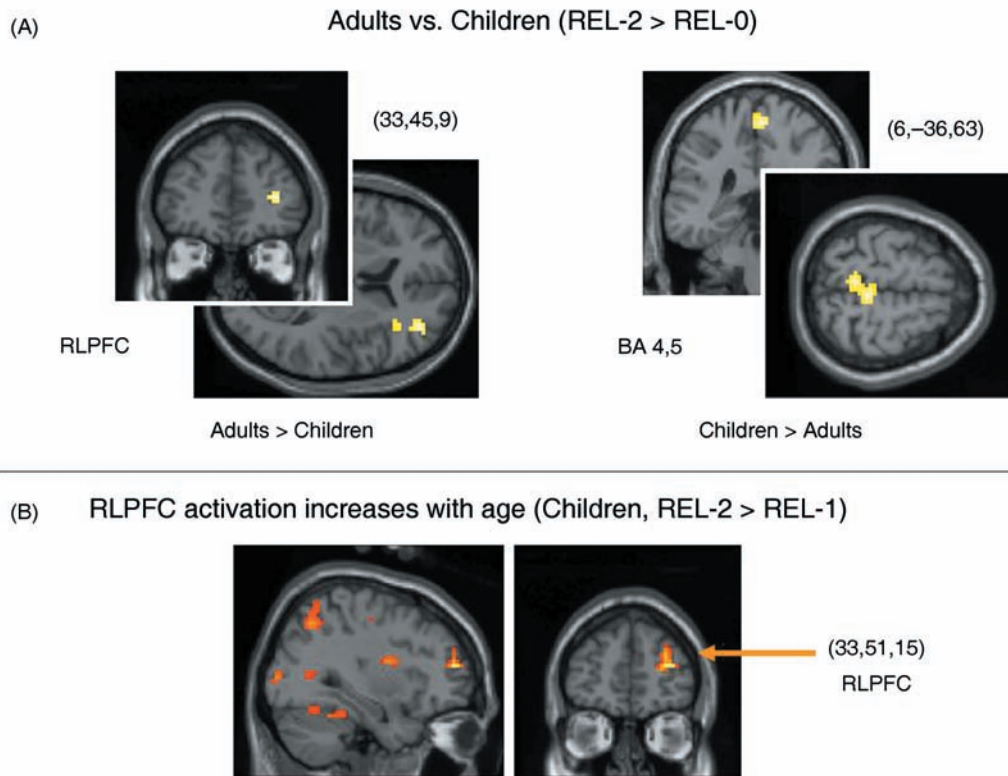 (A)
Adults vs. Children (REL-2 > REL-0)
(33,45,9)
(6,–36,63)
RLPFC
BA 4,5
Adults > Children
Children > Adults
(B)
RLPFC activation increases with age (Children, REL-2 > REL-1)
(33,51,15)
RLPFC